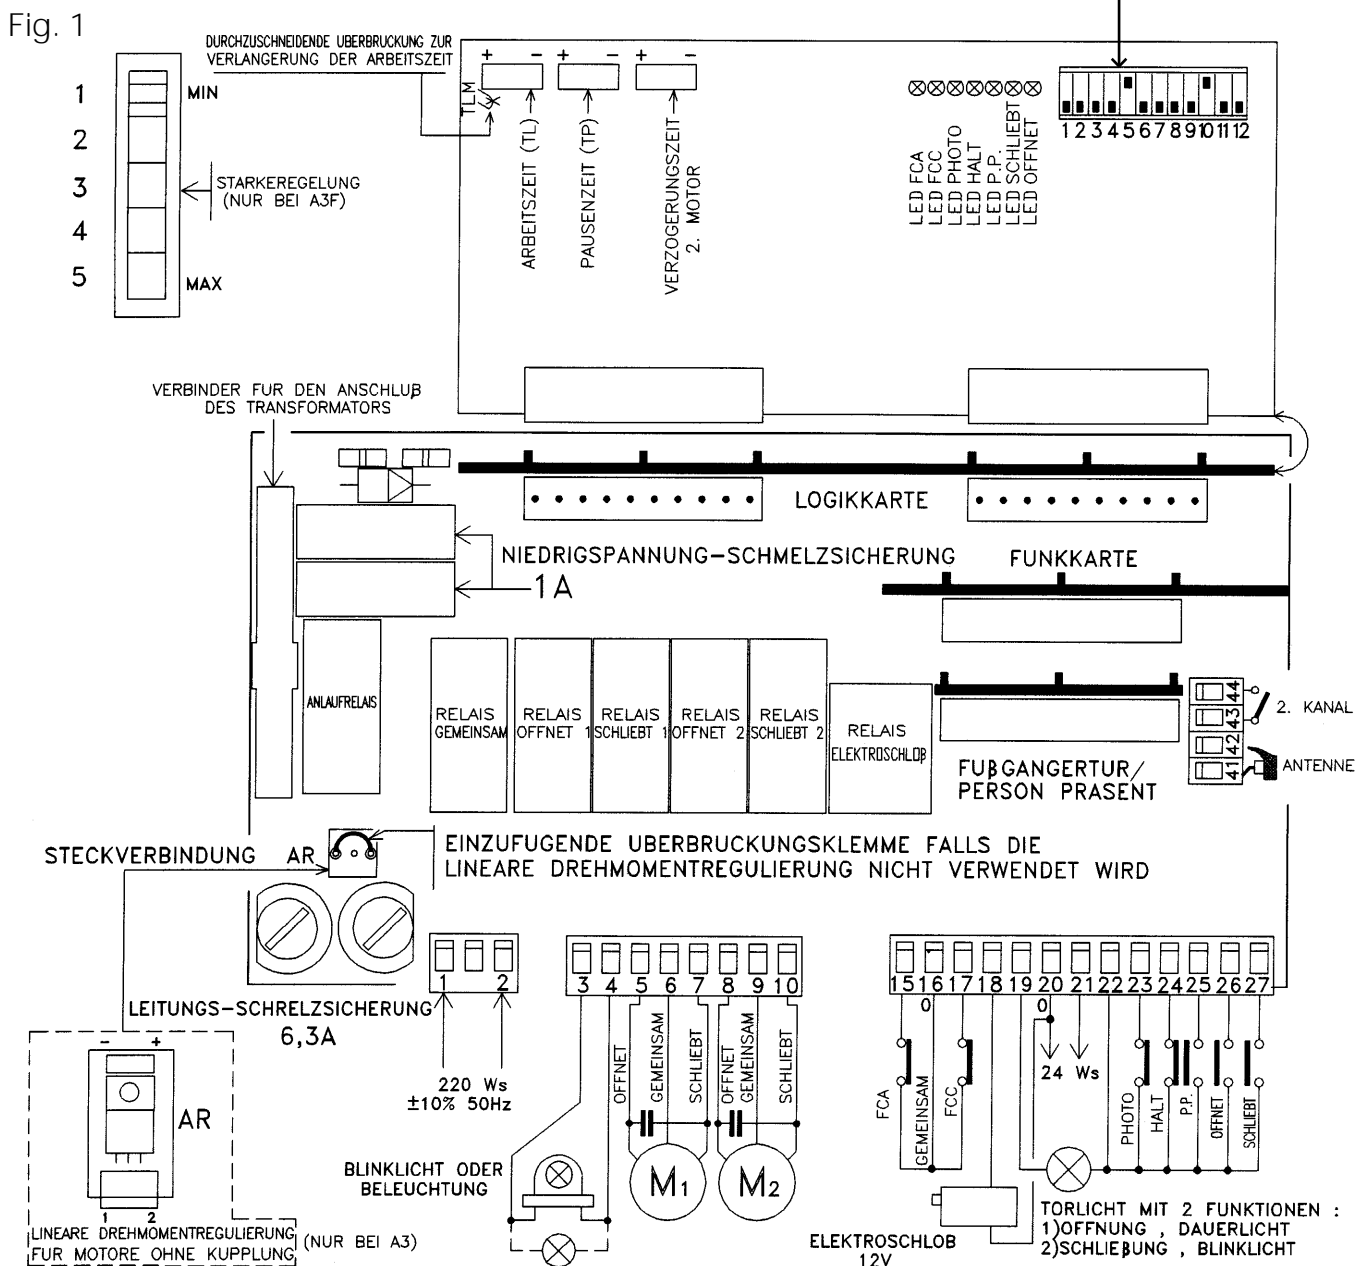 Fig. 1
DURCHZUSCHNEIDENDE UBERBRUCKUNG ZUR
VERLANGERUNG DER ARBEITSZEIT
1
2
3
4
5
MIN
MAX
STARKEREGELUNG
(NUR BEI A3F)
TLM
+ -
+ -
+ -
ARBEITSZEIT (TL)
PAUSENZEIT (TP)
VERZOGERUNGSZEIT
2. MOTOR
LED FCA
LED FCC
LED PHOTO
LED HALT
LED P.P.
LED SCHLIEBT
LED OFFNET
1 2 3 4 5 6 7 8 9 10 11 12
VERBINDER FUR DEN ANSCHLUβ
DES TRANSFORMATORS
LOGIKKARTE
NIEDRIGSPANNUNG-SCHMELZSICHERUNG
1A
FUNKKARTE
ANLAUFRELAIS
RELAIS
GEMEINSAM
RELAIS
OFFNET 1
RELAIS
SCHLIEBT 1
RELAIS
OFFNET 2
RELAIS
SCHLIEBT 2
RELAIS
ELEKTROSCHLOβ
FUβGANGERTUR/
PERSON PRASENT
44
43
42
41
2. KANAL
ANTENNE
STECKVERBINDUNG AR
EINZUFUGENDE UBERBRUCKUNGSKLEMME FALLS DIE
LINEARE DREHMOMENTREGULIERUNG NICHT VERWENDET WIRD
LEITUNGS-SCHRELZSICHERUNG
6,3A
1 2
220 Ws
±10% 50Hz
3 4 5 6 7 8 9 10
OFFNET
GEMEINSAM
SCHLIEBT
OFFNET
GEMEINSAM
SCHLIEBT
M1
M2
BLINKLICHT ODER
BELEUCHTUNG
15 16 17 18 19 20 21 22 23 24 25 26 27
0
0
24 Ws
FCA
GEMEINSAM
FCC
PHOTO
HALT
P.P.
OFFNET
SCHLIEBT
- +
AR
1 2
LINEARE DREHMOMENTREGULIERUNG
FUR MOTORE OHNE KUPPLUNG
(NUR BEI A3)
ELEKTROSCHLOB
12V
TORLICHT MIT 2 FUNKTIONEN :
1)OFFNUNG , DAUERLICHT
2)SCHLIEβUNG , BLINKLICHT